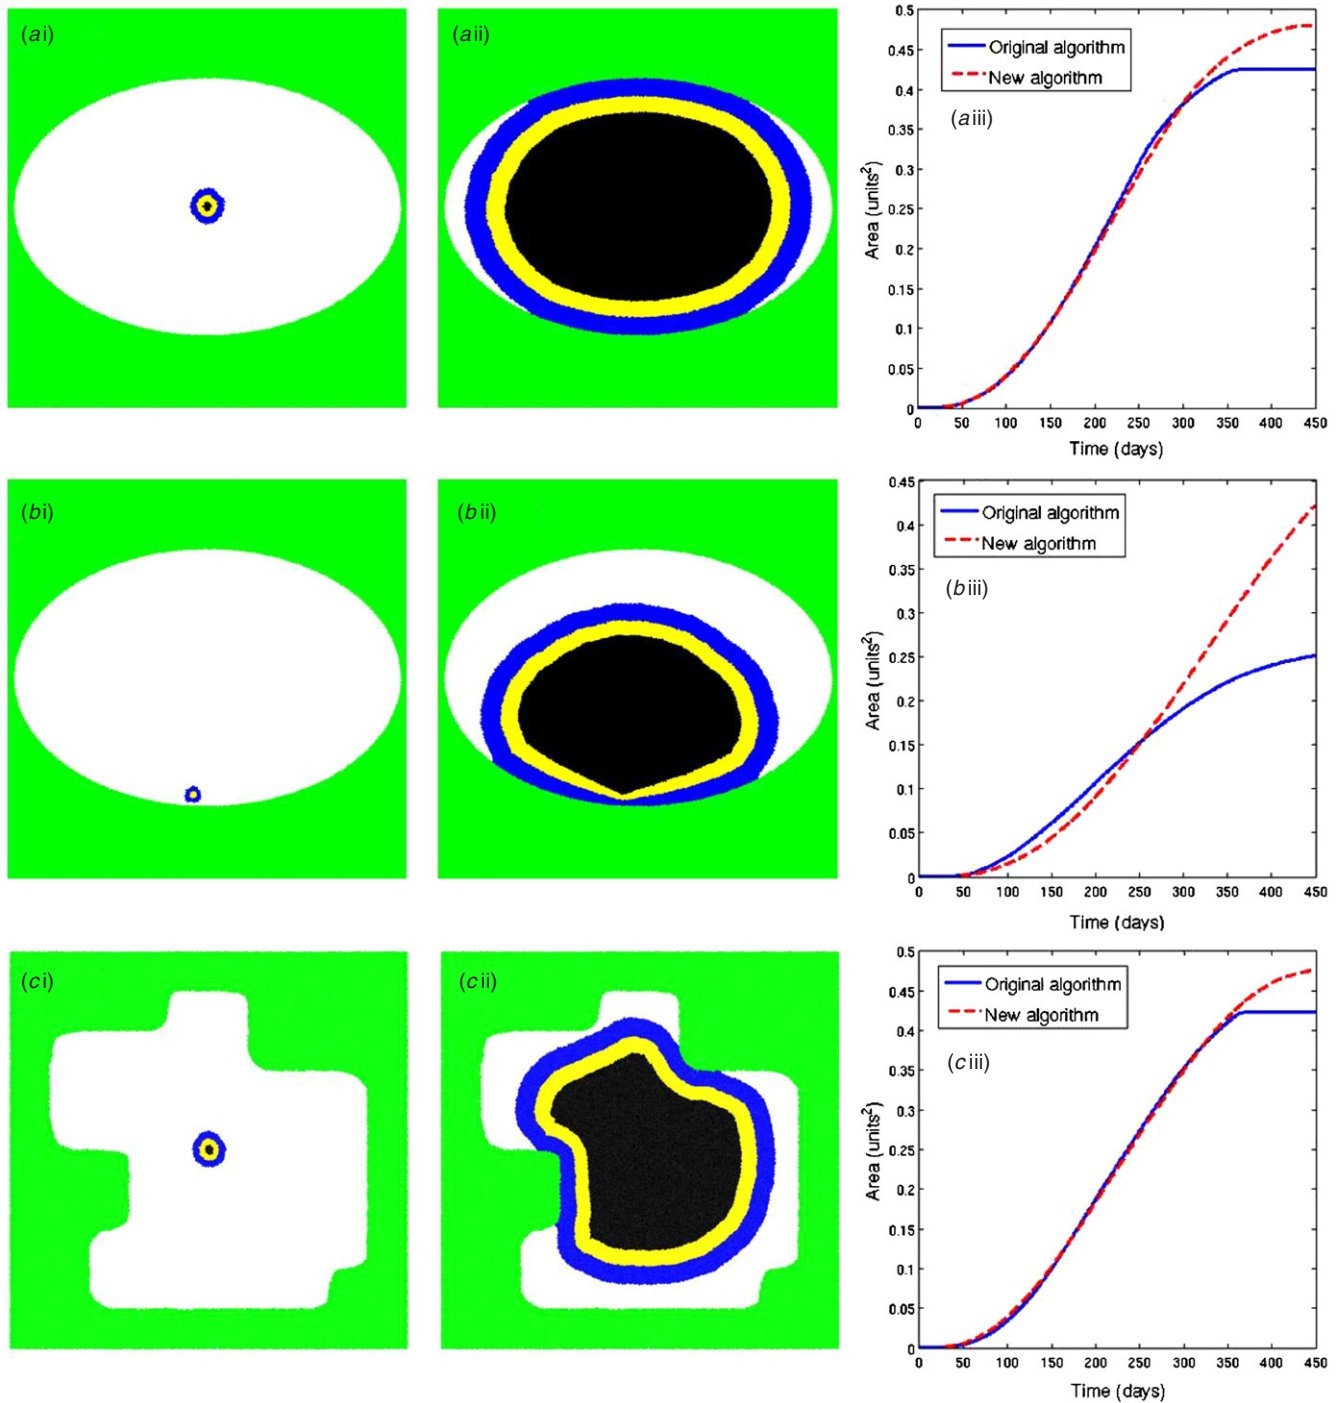 (ai)
(aii)
0.5
0.45
0.4
0.35
0.3
0.25
0.2
0.15
0.1
0.05
0
Area (units²)
Original algorithm
New algorithm
(aiii)
0 50 100 150 200 250 300 350 400 450
Time (days)
(bi)
(bii)
0.45
0.4
0.35
0.3
0.25
0.2
0.15
0.1
0.05
0
Area (units²)
Original algorithm
New algorithm
(biii)
0 50 100 150 200 250 300 350 400 450
Time (days)
(ci)
(cii)
0.5
0.45
0.4
0.35
0.3
0.25
0.2
0.15
0.1
0.05
0
Area (units²)
Original algorithm
New algorithm
(ciii)
0 50 100 150 200 250 300 350 400 450
Time (days)